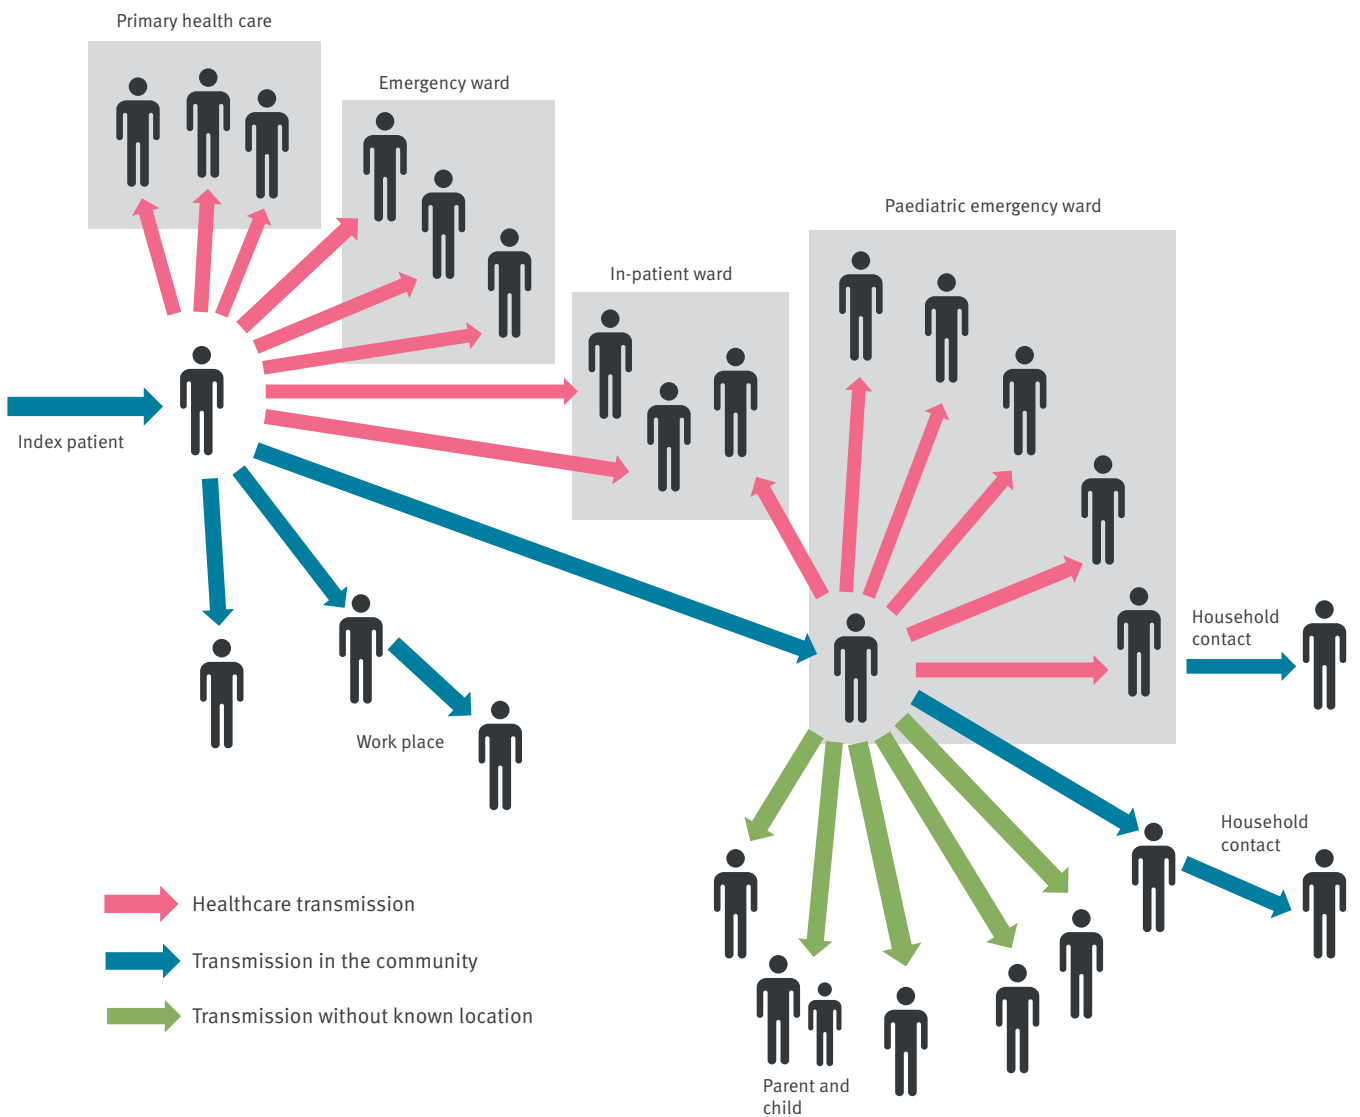 Primary health care
Emergency ward
Paediatric emergency ward
In-patient ward
Index patient
Household
contact
Work place
Household
contact
Healthcare transmission
Transmission in the community
Transmission without known location
Parent and
child